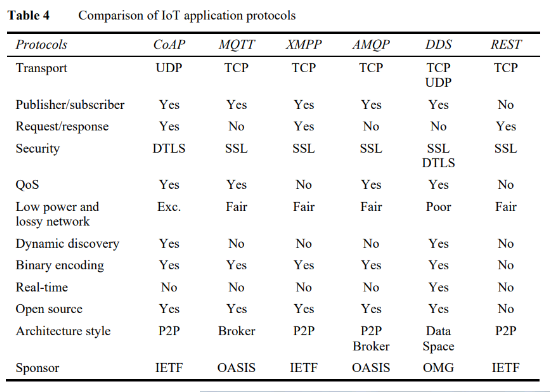 Table 4 Comparison of IoT application protocols
Protocols CoAP MQTT XMPP AMQP DDS REST
Transport UDP TCP TCP TCP TCP TCP
UDP
Publisher/subscriber Yes Yes Yes Yes Yes No
Request/response Yes No Yes No No Yes
Security DTLS SSL SSL SSL SSL SSL
DTLS
QoS Yes Yes No Yes Yes No
Low power and Exc. Fair Fair Fair Poor Fair
lossy network
Dynamic discovery Yes No No No Yes No
Binary encoding Yes Yes Yes Yes Yes No
Real-time No No No No Yes No
Open source Yes Yes Yes Yes Yes No
Architecture style P2P Broker P2P P2P Data P2P
Broker Space
Sponsor IETF OASIS IETF OASIS OMG IETF